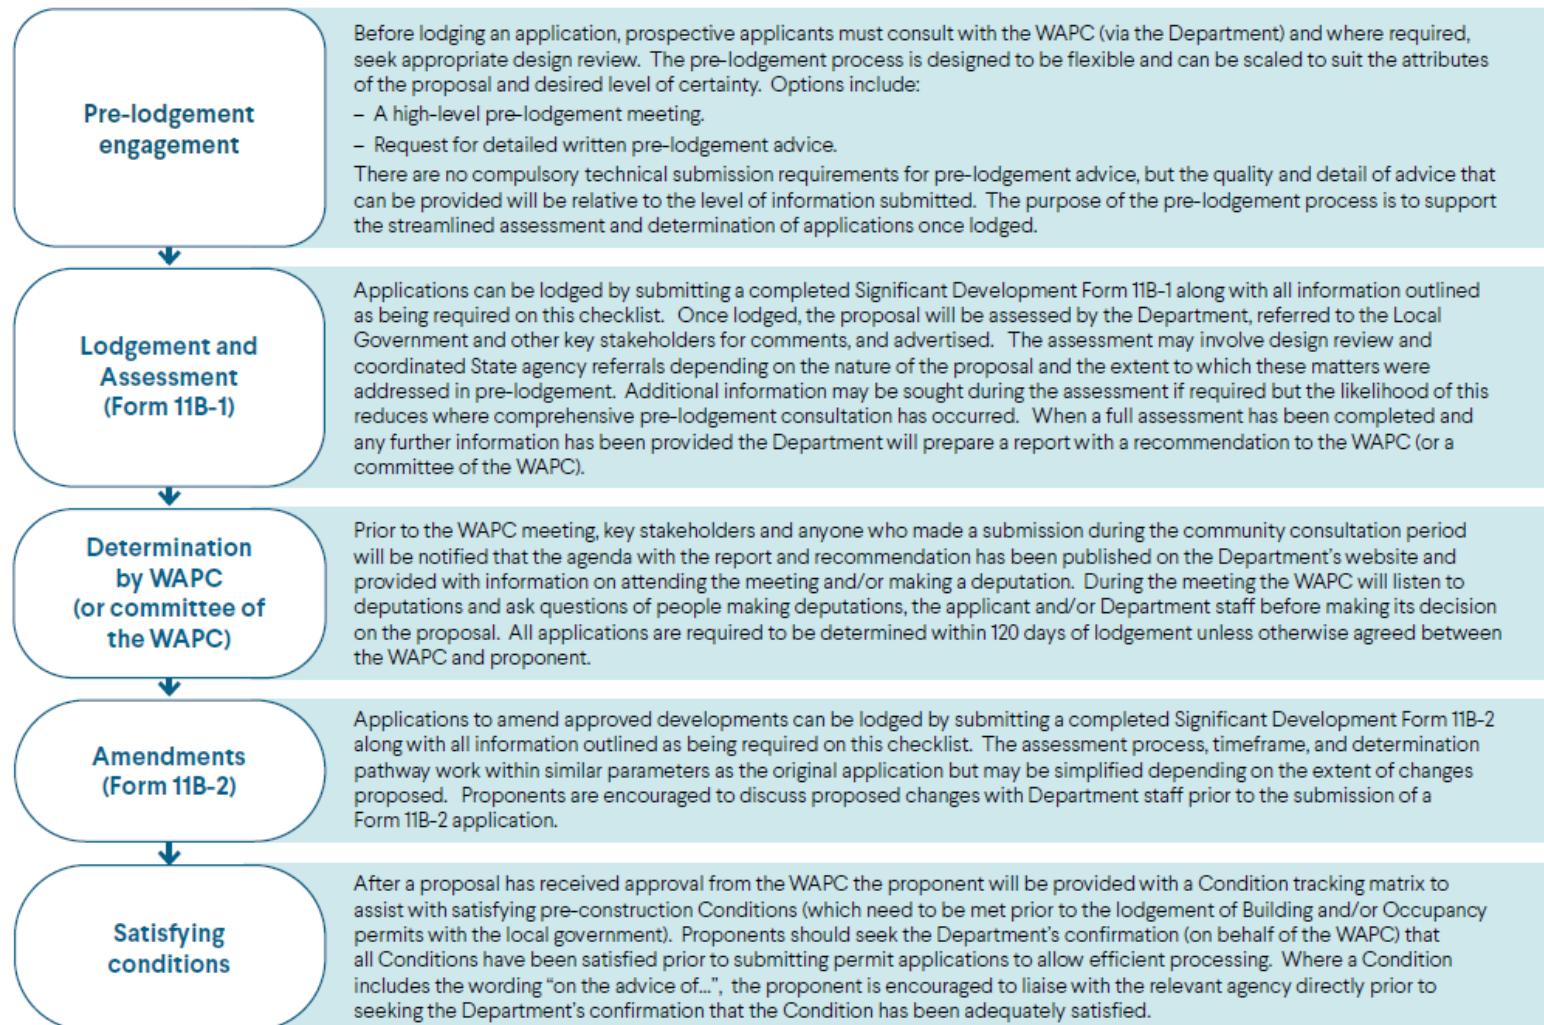 Pre-lodgement
engagement
Before lodging an application, prospective applicants must consult with the WAPC (via the Department) and where required,
seek appropriate design review. The pre-lodgement process is designed to be flexible and can be scaled to suit the attributes
of the proposal and desired level of certainty. Options include:
– A high-level pre-lodgement meeting.
– Request for detailed written pre-lodgement advice.
There are no compulsory technical submission requirements for pre-lodgement advice, but the quality and detail of advice that
can be provided will be relative to the level of information submitted. The purpose of the pre-lodgement process is to support
the streamlined assessment and determination of applications once lodged.
Lodgement and
Assessment
(Form 11B-1)
Applications can be lodged by submitting a completed Significant Development Form 11B-1 along with all information outlined
as being required on this checklist. Once lodged, the proposal will be assessed by the Department, referred to the Local
Government and other key stakeholders for comments, and advertised. The assessment may involve design review and
coordinated State agency referrals depending on the nature of the proposal and the extent to which these matters were
addressed in pre-lodgement. Additional information may be sought during the assessment if required but the likelihood of this
reduces where comprehensive pre-lodgement consultation has occurred. When a full assessment has been completed and
any further information has been provided the Department will prepare a report with a recommendation to the WAPC (or a
committee of the WAPC).
Determination
by WAPC
(or committee of
the WAPC)
Prior to the WAPC meeting, key stakeholders and anyone who made a submission during the community consultation period
will be notified that the agenda with the report and recommendation has been published on the Department's website and
provided with information on attending the meeting and/or making a deputation. During the meeting the WAPC will listen to
deputations and ask questions of people making deputations, the applicant and/or Department staff before making its decision
on the proposal. All applications are required to be determined within 120 days of lodgement unless otherwise agreed between
the WAPC and proponent.
Amendments
(Form 11B-2)
Applications to amend approved developments can be lodged by submitting a completed Significant Development Form 11B-2
along with all information outlined as being required on this checklist. The assessment process, timeframe, and determination
pathway work within similar parameters as the original application but may be simplified depending on the extent of changes
proposed. Proponents are encouraged to discuss proposed changes with Department staff prior to the submission of a
Form 11B-2 application.
Satisfying
conditions
After a proposal has received approval from the WAPC the proponent will be provided with a Condition tracking matrix to
assist with satisfying pre-construction Conditions (which need to be met prior to the lodgement of Building and/or Occupancy
permits with the local government). Proponents should seek the Department's confirmation (on behalf of the WAPC) that
all Conditions have been satisfied prior to submitting permit applications to allow efficient processing. Where a Condition
includes the wording "on the advice of...", the proponent is encouraged to liaise with the relevant agency directly prior to
seeking the Department's confirmation that the Condition has been adequately satisfied.